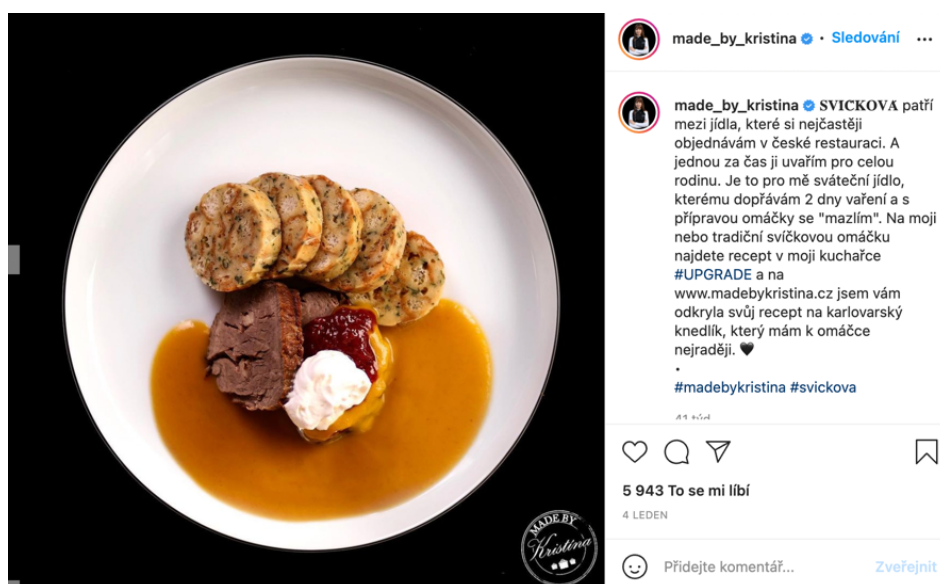 made_by_kristina • Sledování ...
made_by_kristina 𝐒𝐕𝐈𝐂𝐊𝐎𝐕𝐀 patří
mezi jídla, které si nejčastěji
objednávám v české restauraci. A
jednou za čas ji uvařím pro celou
rodinu. Je to pro mě sváteční jídlo,
kterému dopřávám 2 dny vaření a s
přípravou omáčky se "mazlím". Na moji
nebo tradiční svíčkovou omáčku
najdete recept v moji kuchařce
#UPGRADE a na
www.madebykristina.cz jsem vám
odkryla svůj recept na karlovarský
knedlík, který mám k omáčce
nejraději. 🖤
•
#madebykristina #svickova
41 týd
5 943 To se mi líbí
4 LEDEN
Přidejte komentář...
Zveřejnit
MADE BY
Kristina